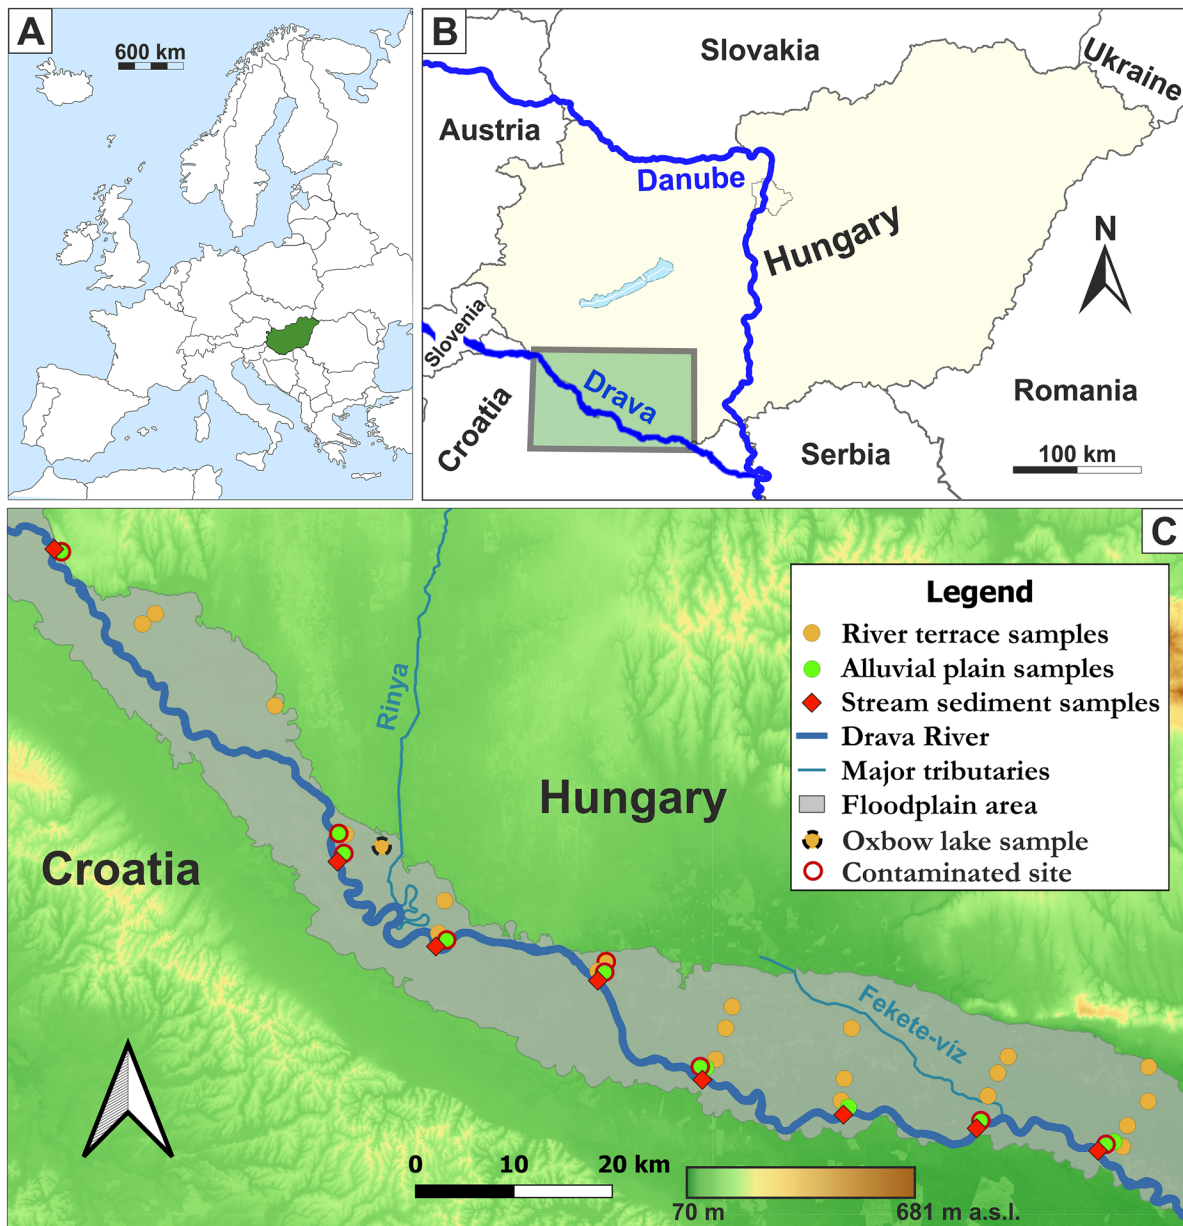 A
600 km
B
Slovakia
Ukraine
Austria
Danube
Hungary
N
Slovenia
Drava
Croatia
Romania
Serbia
100 km
C
Legend
River terrace samples
Alluvial plain samples
Stream sediment samples
Drava River
Major tributaries
Floodplain area
Oxbow lake sample
Contaminated site
Rinya
Hungary
Croatia
Fekete-víz
0 10 20 km
70 m 681 m a.s.l.